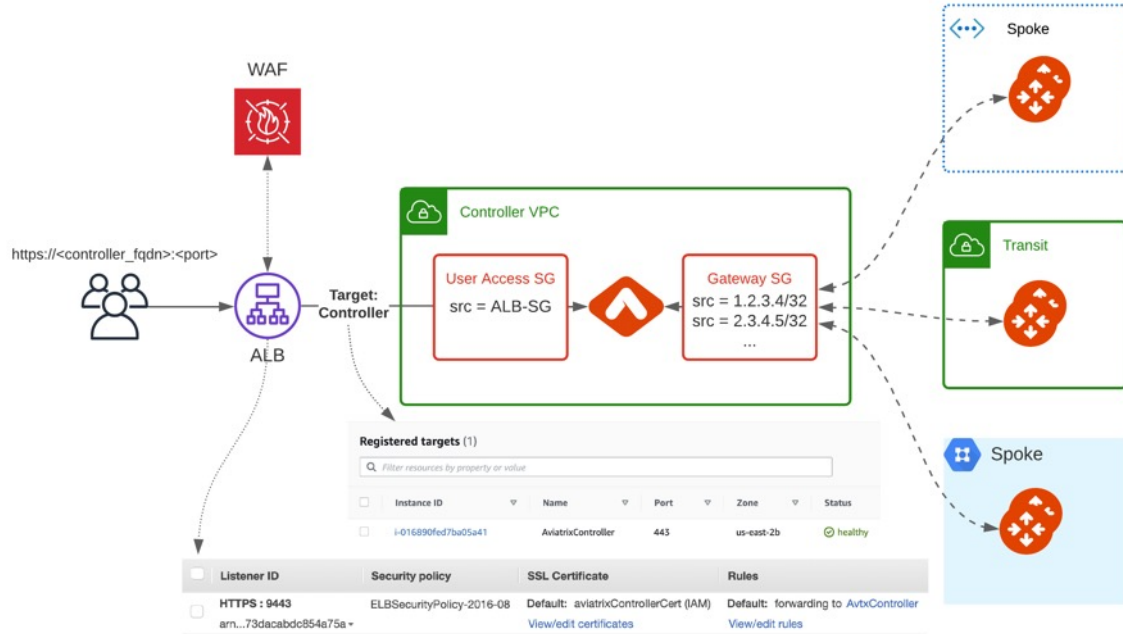 Spoke
WAF
Controller VPC
https://<controller_fqdn>:<port>
User Access SG
src = ALB-SG
Gateway SG
src = 1.2.3.4/32
src = 2.3.4.5/32
...
Transit
Target:
Controller
ALB
Spoke
Registered targets (1)
Filter resources by property or value
Instance ID Name Port Zone Status
i-016890fed7ba05a41 AviatrixController 443 us-east-2b healthy
Listener ID Security policy SSL Certificate Rules
HTTPS : 9443 ELBSecurityPolicy-2016-08 Default: aviatrixControllerCert (IAM) Default: forwarding to AvtxController
arn...73dacabdc854a75a View/edit certificates View/edit rules